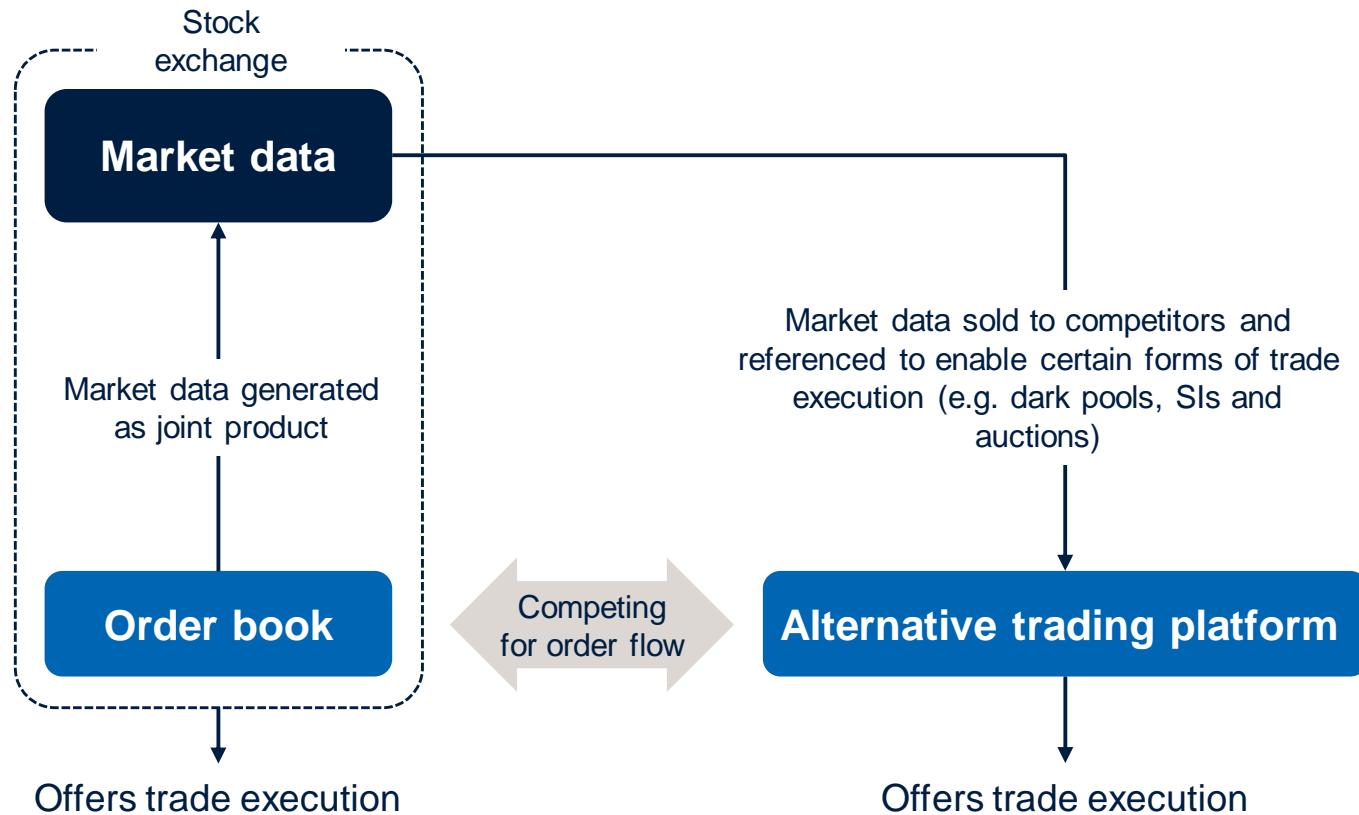 Stock
exchange
Market data
Market data generated
as joint product
Order book
Offers trade execution
Competing
for order flow
Market data sold to competitors and
referenced to enable certain forms of trade
execution (e.g. dark pools, SIs and
auctions)
Alternative trading platform
Offers trade execution